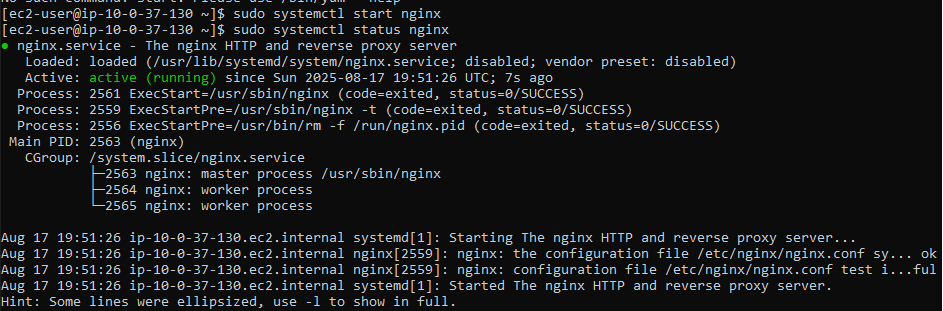 No such command: start. Please use /bin/yum --help
[ec2-user@ip-10-0-37-130 ~]$ sudo systemctl start nginx
[ec2-user@ip-10-0-37-130 ~]$ sudo systemctl status nginx
● nginx.service - The nginx HTTP and reverse proxy server
   Loaded: loaded (/usr/lib/systemd/system/nginx.service; disabled; vendor preset: disabled)
   Active: active (running) since Sun 2025-08-17 19:51:26 UTC; 7s ago
  Process: 2561 ExecStart=/usr/sbin/nginx (code=exited, status=0/SUCCESS)
  Process: 2559 ExecStartPre=/usr/sbin/nginx -t (code=exited, status=0/SUCCESS)
  Process: 2556 ExecStartPre=/usr/bin/rm -f /run/nginx.pid (code=exited, status=0/SUCCESS)
 Main PID: 2563 (nginx)
   CGroup: /system.slice/nginx.service
           ├─2563 nginx: master process /usr/sbin/nginx
           ├─2564 nginx: worker process
           └─2565 nginx: worker process
Aug 17 19:51:26 ip-10-0-37-130.ec2.internal systemd[1]: Starting The nginx HTTP and reverse proxy server...
Aug 17 19:51:26 ip-10-0-37-130.ec2.internal nginx[2559]: nginx: the configuration file /etc/nginx/nginx.conf sy... ok
Aug 17 19:51:26 ip-10-0-37-130.ec2.internal nginx[2559]: nginx: configuration file /etc/nginx/nginx.conf test i...ful
Aug 17 19:51:26 ip-10-0-37-130.ec2.internal systemd[1]: Started The nginx HTTP and reverse proxy server.
Hint: Some lines were ellipsized, use -l to show in full.